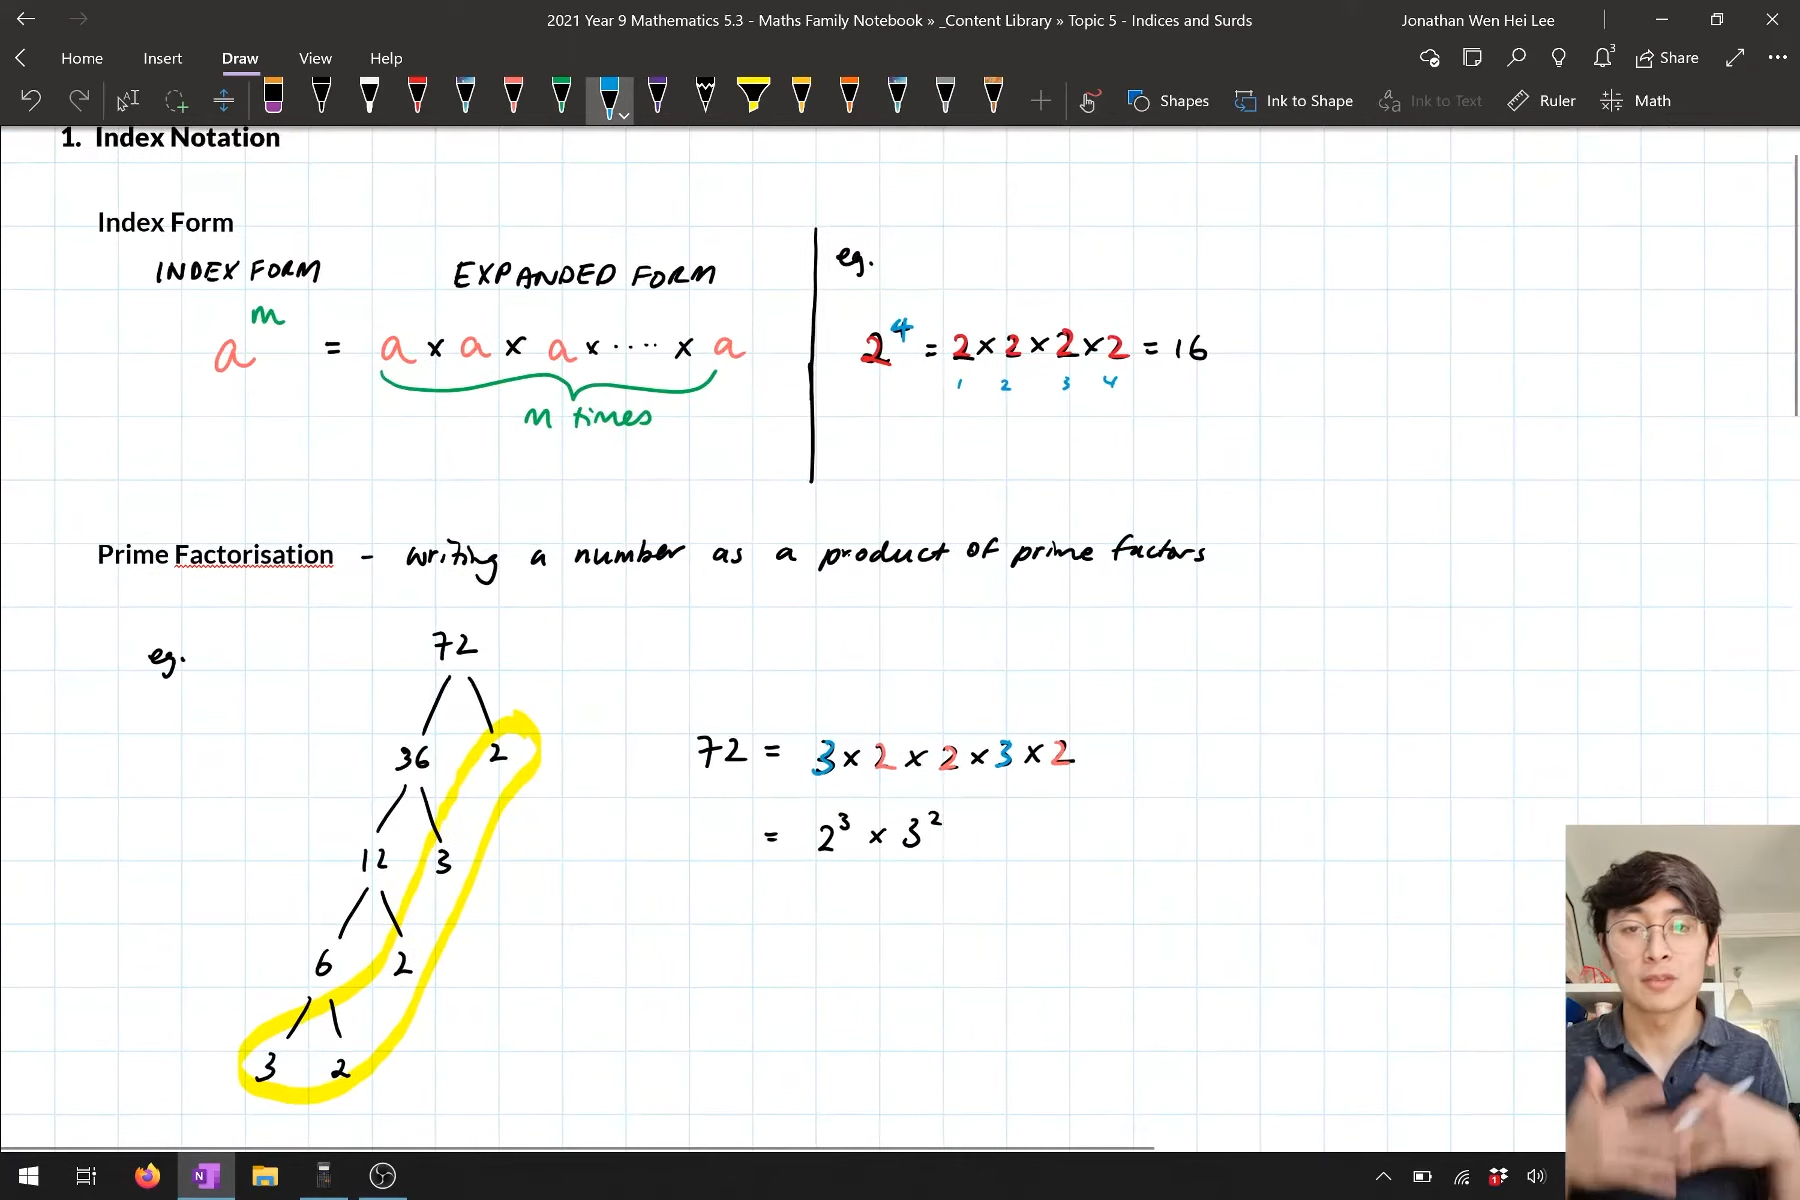 2021 Year 9 Mathematics 5.3 - Maths Family Notebook » _Content Library » Topic 5 - Indices and Surds
Jonathan Wen Hei Lee
Home Insert Draw View Help
3
Share
Shapes Ink to Shape Ink to Text Ruler Math
1. Index Notation
Index Form
INDEX FORM EXPANDED FORM
a^m = a × a × a × ···· × a
m times
eg.
2^4 = 2 × 2 × 2 × 2 = 16
1 2 3 4
Prime Factorisation - writing a number as a product of prime factors
eg.
72
36 2
12 3
6 2
3 2
72 = 3 × 2 × 2 × 3 × 2
= 2^3 × 3^2
N
1